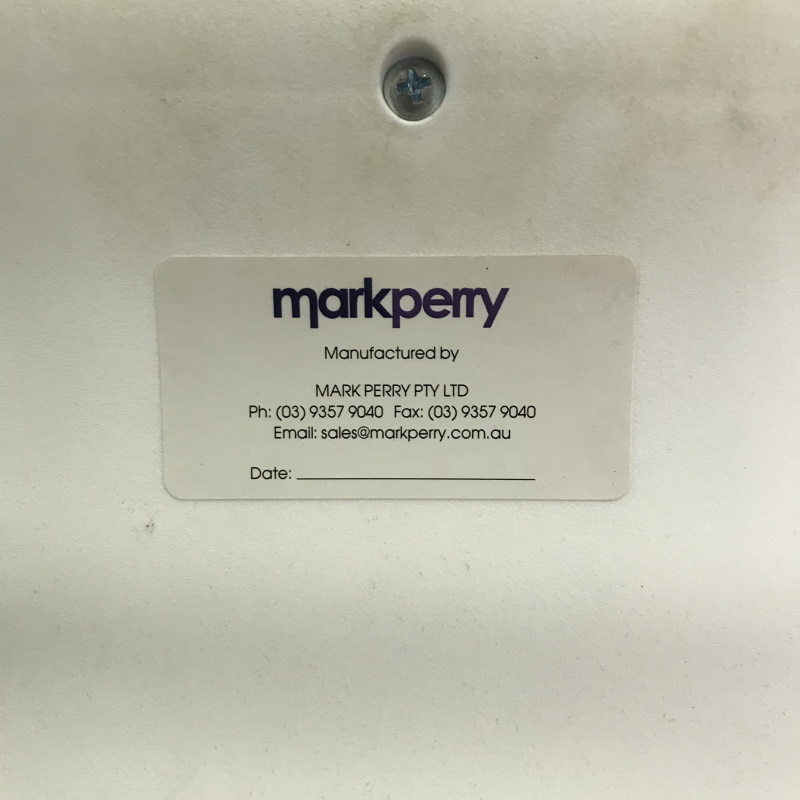 markperry
Manufactured by
MARK PERRY PTY LTD
Ph: (03) 9357 9040 Fax: (03) 9357 9040
Email: sales@markperry.com.au
Date: